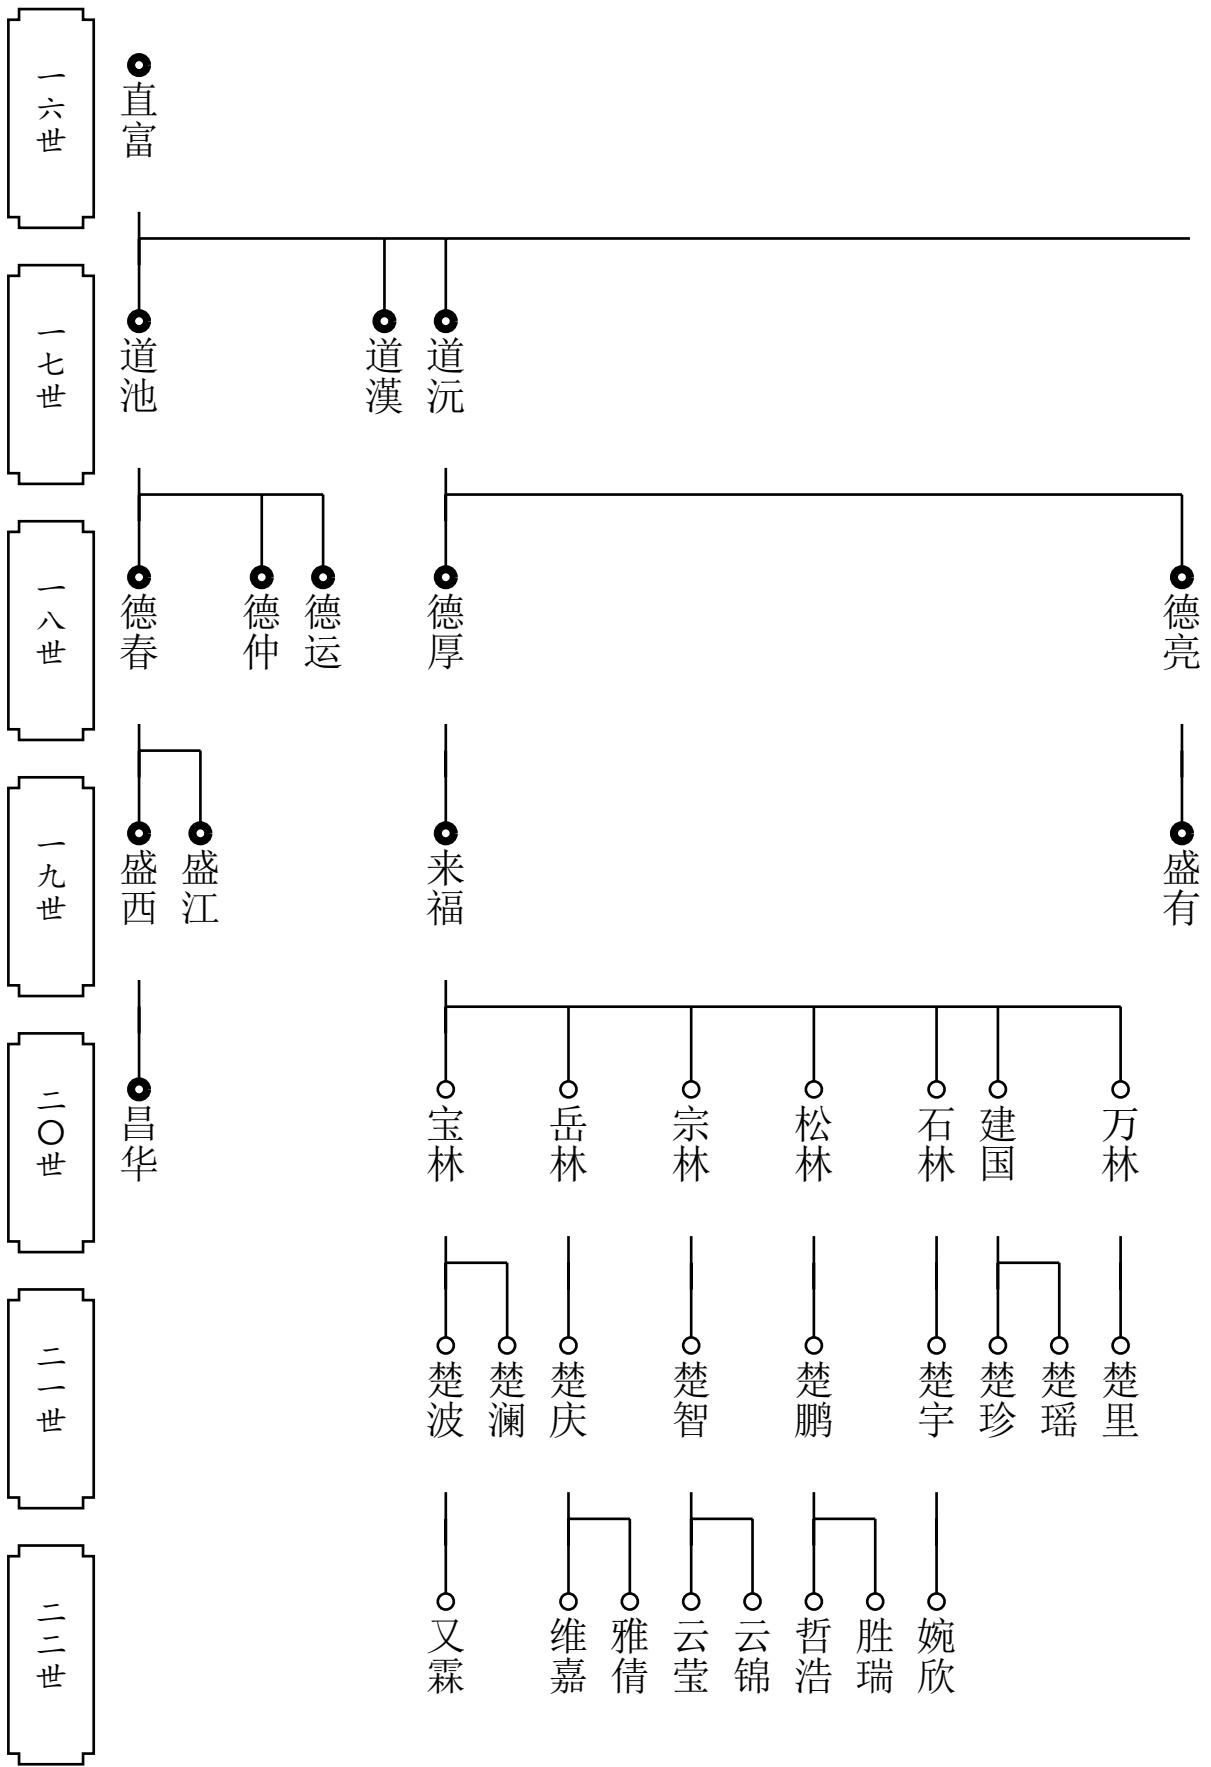 一六世
直富
一七世
道池
道漢
道沅
一八世
德春
德仲
德运
德厚
德亮
一九世
盛西
盛江
来福
盛有
二〇世
昌华
宝林
岳林
宗林
松林
石林
建国
万林
二一世
楚波
楚澜
楚庆
楚智
楚鹏
楚宇
楚珍
楚瑶
楚里
二二世
又霖
维嘉
雅倩
云莹
云锦
哲浩
胜瑞
婉欣